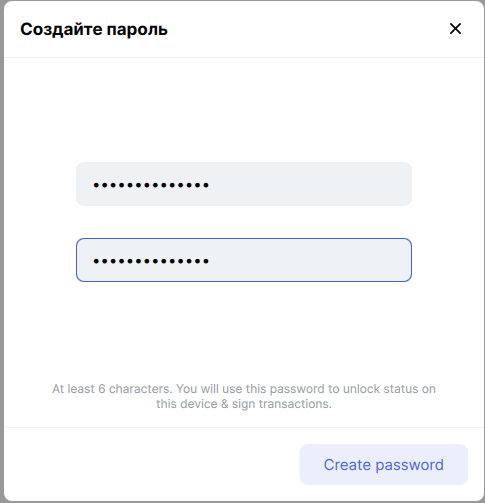 Создайте пароль
••••••••••••••
••••••••••••••
At least 6 characters. You will use this password to unlock status on
this device & sign transactions.
Create password